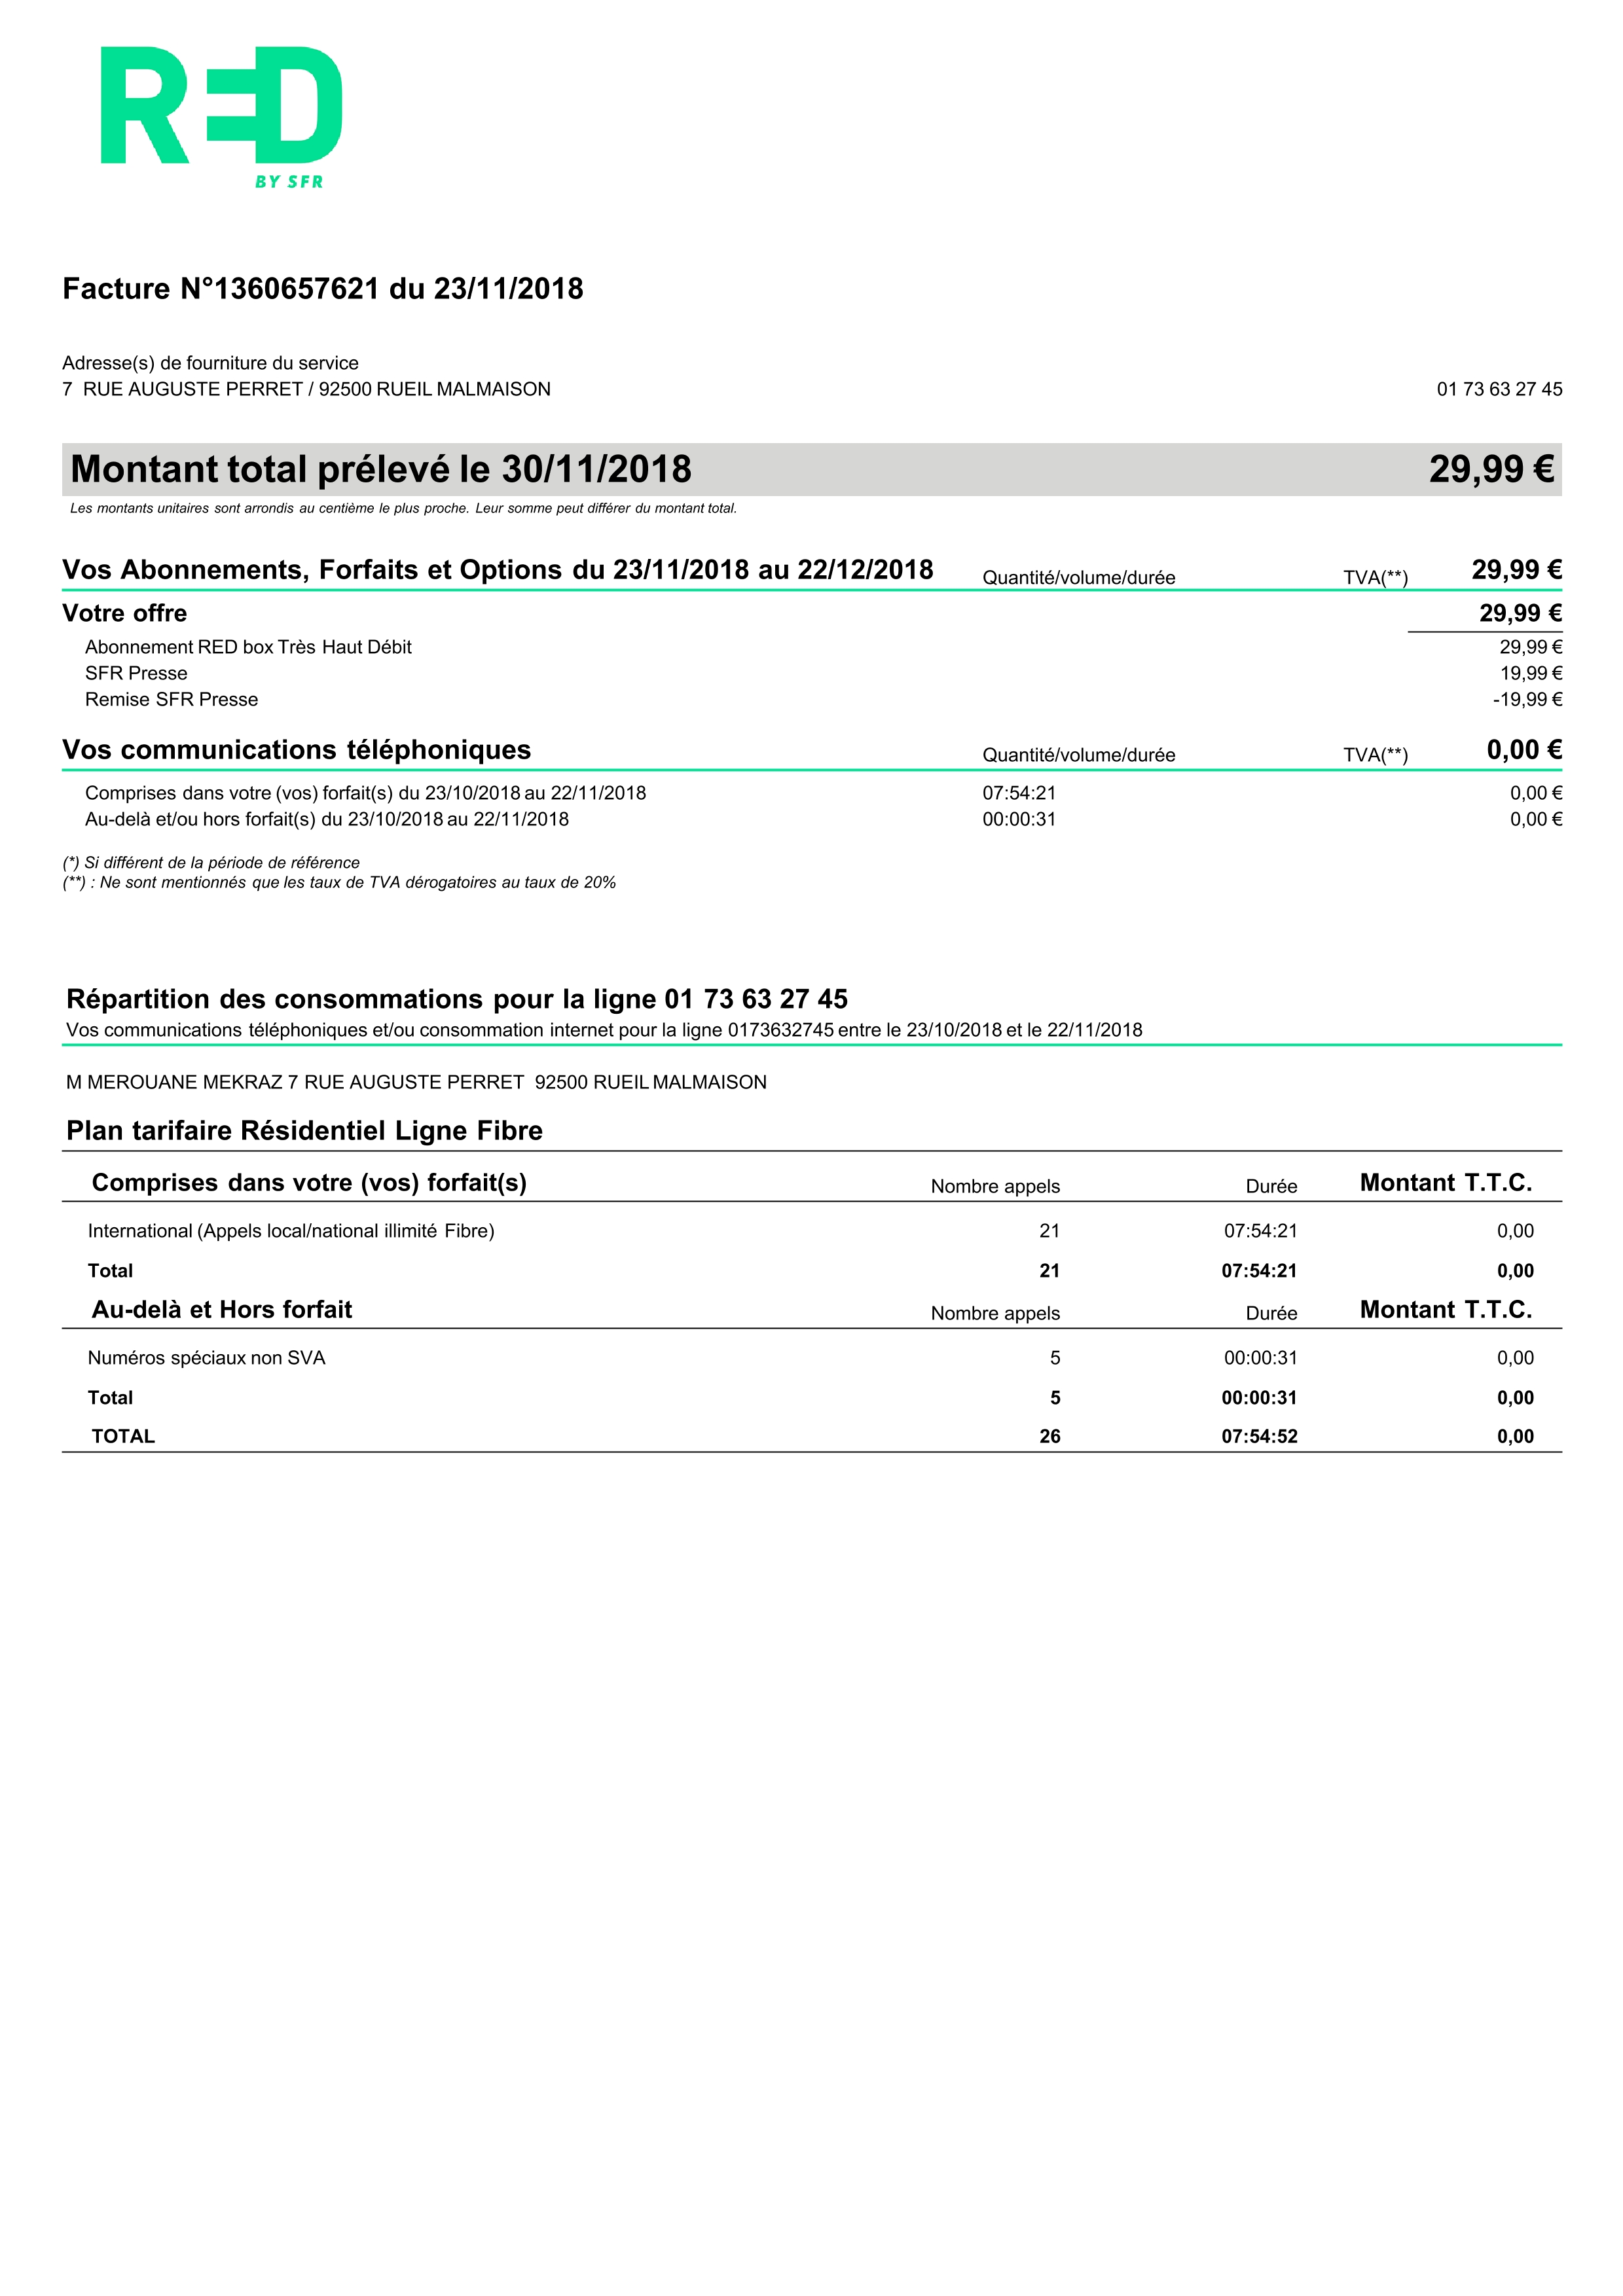 RED
BY SFR
Facture N°1360657621 du 23/11/2018
Adresse(s) de fourniture du service
7 RUE AUGUSTE PERRET / 92500 RUEIL MALMAISON 01 73 63 27 45
Montant total prélevé le 30/11/2018 29,99 €
Les montants unitaires sont arrondis au centième le plus proche. Leur somme peut différer du montant total.
Vos Abonnements, Forfaits et Options du 23/11/2018 au 22/12/2018 Quantité/volume/durée TVA(**) 29,99 €
Votre offre 29,99 €
Abonnement RED box Très Haut Débit 29,99 €
SFR Presse 19,99 €
Remise SFR Presse -19,99 €
Vos communications téléphoniques Quantité/volume/durée TVA(**) 0,00 €
Comprises dans votre (vos) forfait(s) du 23/10/2018 au 22/11/2018 07:54:21 0,00 €
Au-delà et/ou hors forfait(s) du 23/10/2018 au 22/11/2018 00:00:31 0,00 €
(*) Si différent de la période de référence
(**) : Ne sont mentionnés que les taux de TVA dérogatoires au taux de 20%
Répartition des consommations pour la ligne 01 73 63 27 45
Vos communications téléphoniques et/ou consommation internet pour la ligne 0173632745 entre le 23/10/2018 et le 22/11/2018
M MEROUANE MEKRAZ 7 RUE AUGUSTE PERRET 92500 RUEIL MALMAISON
Plan tarifaire Résidentiel Ligne Fibre
Comprises dans votre (vos) forfait(s) Nombre appels Durée Montant T.T.C.
International (Appels local/national illimité Fibre) 21 07:54:21 0,00
Total 21 07:54:21 0,00
Au-delà et Hors forfait Nombre appels Durée Montant T.T.C.
Numéros spéciaux non SVA 5 00:00:31 0,00
Total 5 00:00:31 0,00
TOTAL 26 07:54:52 0,00